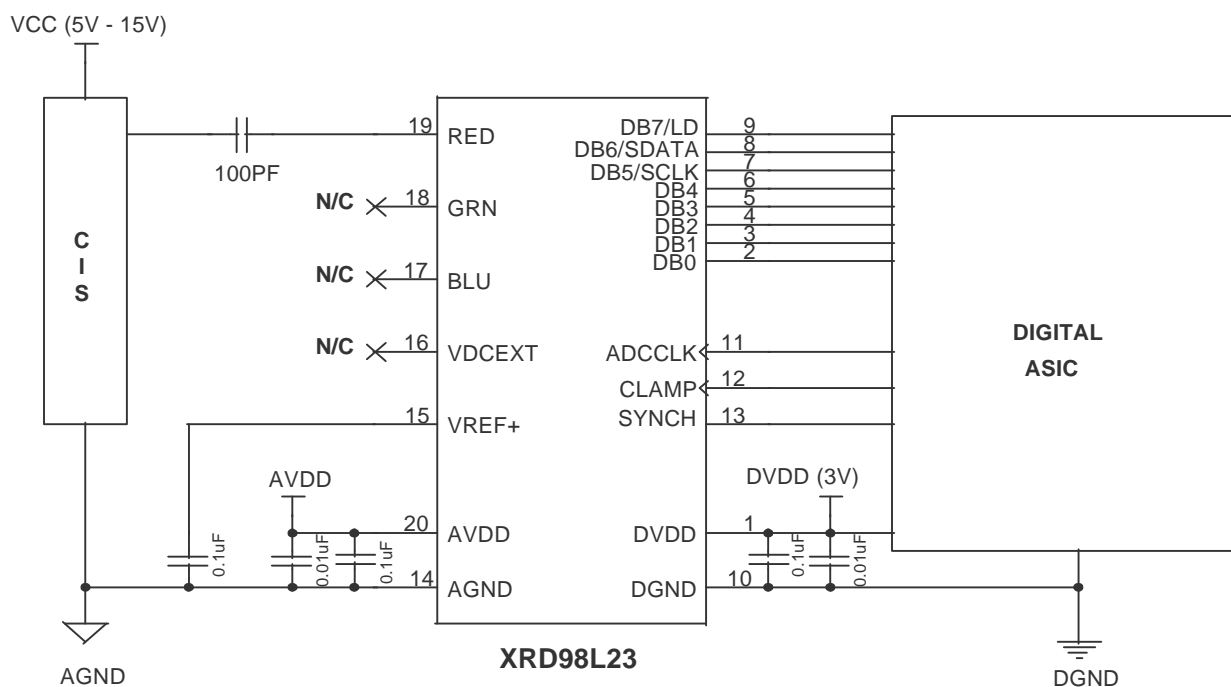 VCC (5V - 15V)
C
I
S
100PF
19 RED
N/C 18 GRN
N/C 17 BLU
N/C 16 VDCEXT
15 VREF+
AVDD
20 AVDD
14 AGND
0.1uF
0.01uF
0.1uF
AGND
DB7/LD 9
DB6/SDATA 8
DB5/SCLK 7
DB4 6
DB3 5
DB2 4
DB1 3
DB0 2
ADCCLK 11
CLAMP 12
SYNCH 13
DVDD (3V)
DVDD 1
DGND 10
0.1uF
0.01uF
XRD98L23
DIGITAL
ASIC
DGND